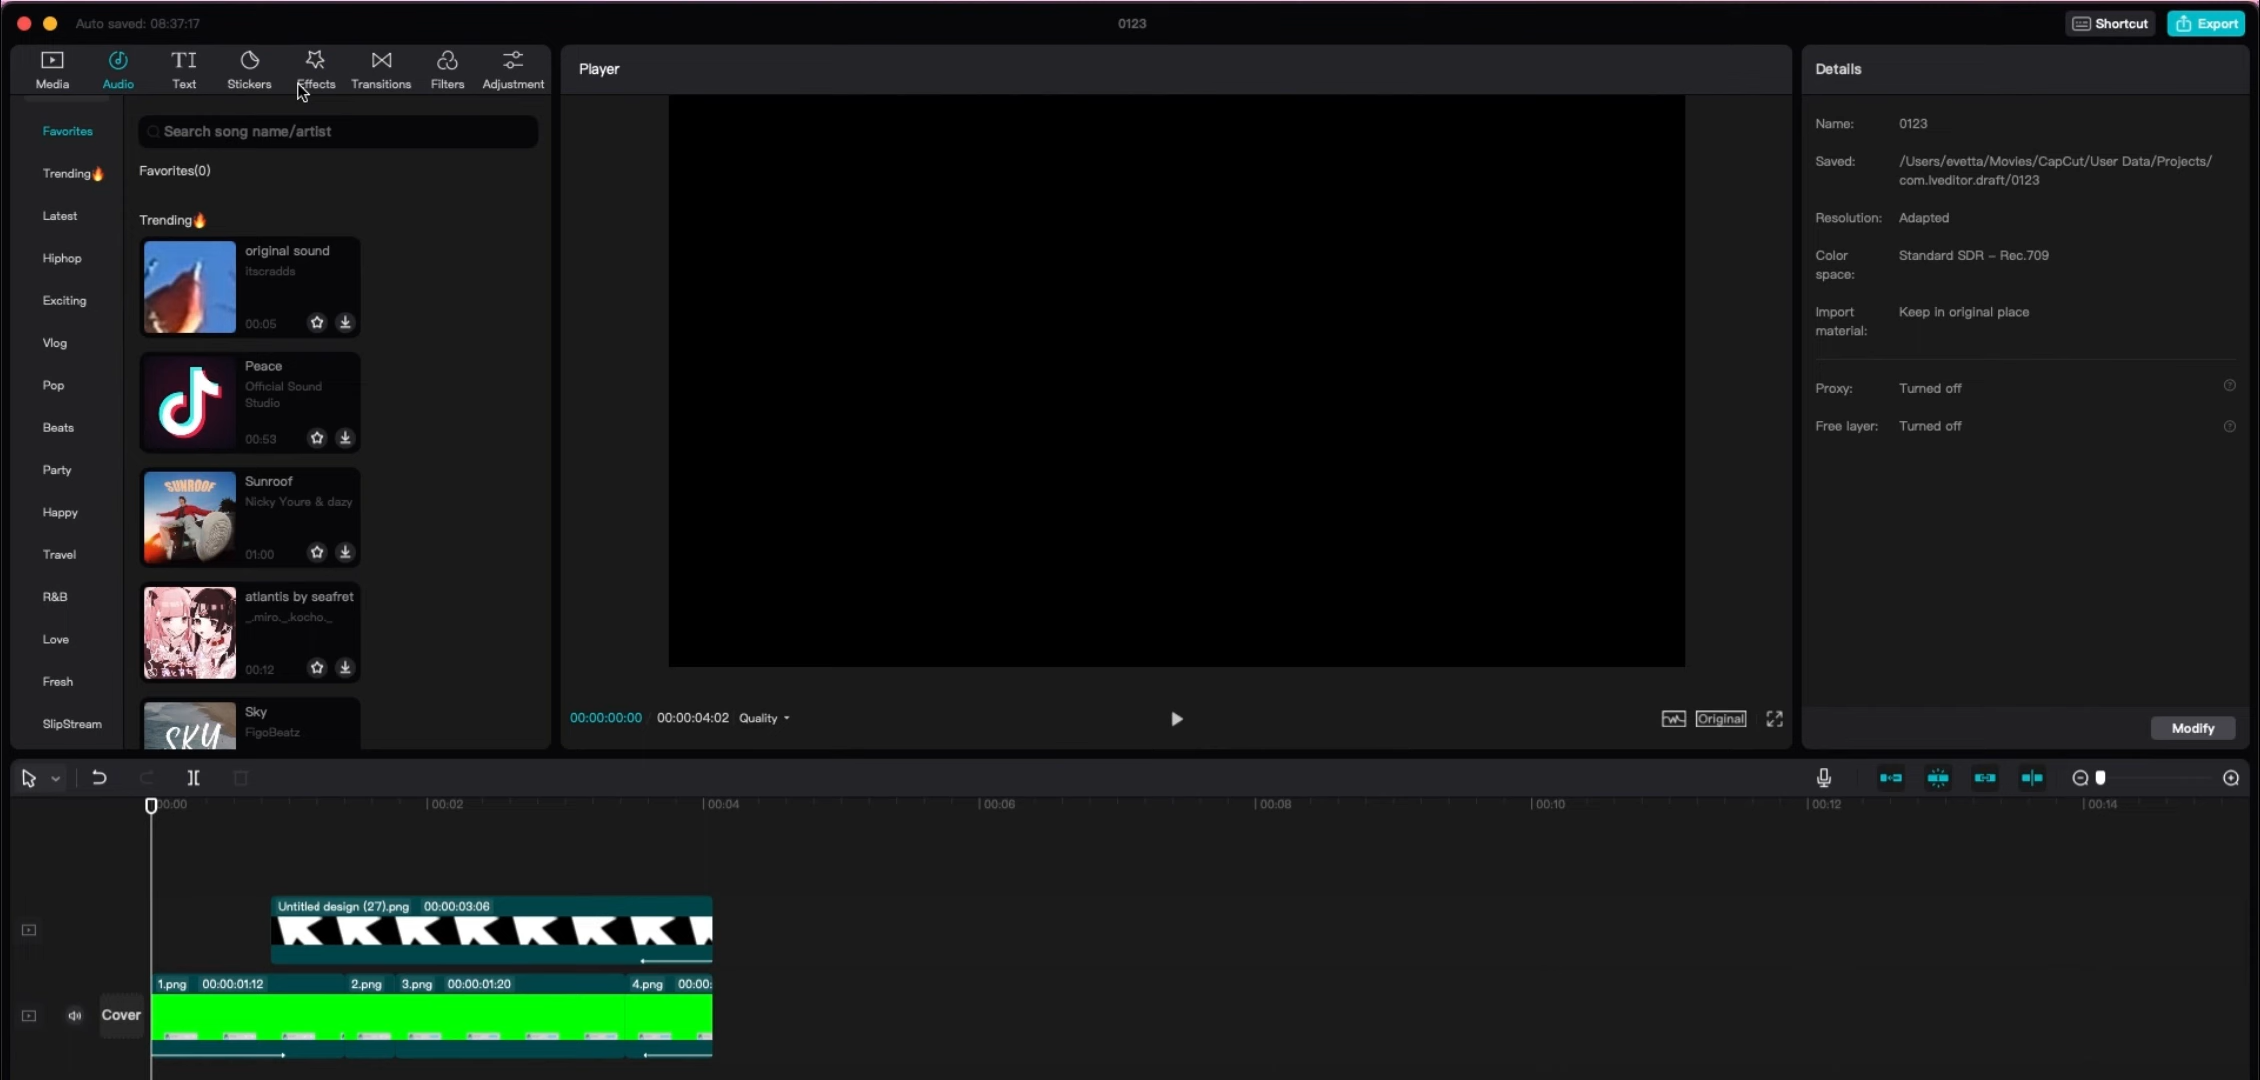 Auto saved: 08:37:17
0123
Shortcut
Export
Media
Audio
Text
Stickers
Effects
Transitions
Filters
Adjustment
Favorites
Trending🔥
Latest
Hiphop
Exciting
Vlog
Pop
Beats
Party
Happy
Travel
R&B
Love
Fresh
SlipStream
Search song name/artist
Favorites(0)
Trending🔥
original sound
itscradds
00:05
Peace
Official Sound
Studio
00:53
SUNROOF
Sunroof
Nicky Youre & dazy
01:00
atlantis by seafret
_.miro._.kocho._
00:12
SKY
Sky
FigoBeatz
Player
00:00:00:00
00:00:04:02
Quality
Original
Details
Name: 0123
Saved: /Users/evetta/Movies/CapCut/User Data/Projects/
com.lveditor.draft/0123
Resolution: Adapted
Color
space:
Standard SDR – Rec.709
Import
material:
Keep in original place
Proxy: Turned off
Free layer: Turned off
Modify
00:00
00:02
00:04
00:06
00:08
00:10
00:12
00:14
Untitled design (27).png 00:00:03:06
1.png 00:00:01:12
2.png
3.png 00:00:01:20
4.png 00:00:
Cover